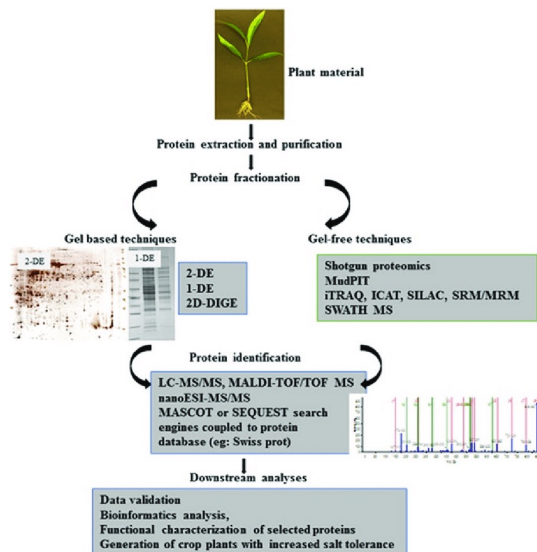 Plant material
Protein extraction and purification
Protein fractionation
Gel based techniques
Gel-free techniques
2-DE
1-DE
2-DE
1-DE
2D-DIGE
Shotgun proteomics
MudPIT
iTRAQ, ICAT, SILAC, SRM/MRM
SWATH MS
Protein identification
LC-MS/MS, MALDI-TOF/TOF MS
nanoESI-MS/MS
MASCOT or SEQUEST search
engines coupled to protein
database (eg: Swiss prot)
Downstream analyses
Data validation
Bioinformatics analysis,
Functional characterization of selected proteins
Generation of crop plants with increased salt tolerance